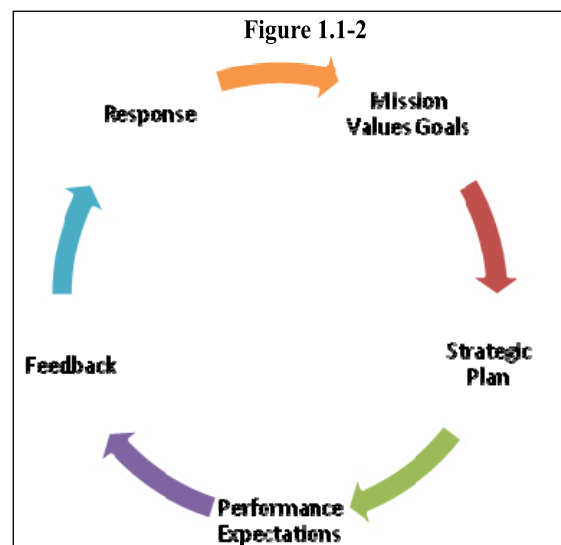 Figure 1.1-2
Mission
Values Goals
Strategic
Plan
Performance
Expectations
Feedback
Response